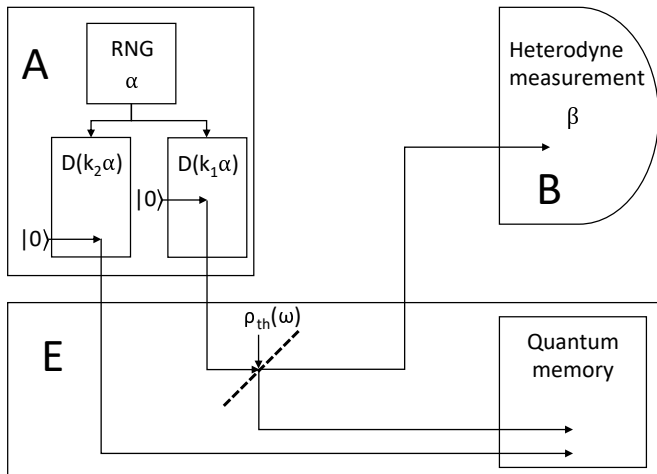 A
RNG
α
D(k₂α)
D(k₁α)
|0⟩
|0⟩
Heterodyne
measurement
β
B
E
ρth(ω)
Quantum
memory